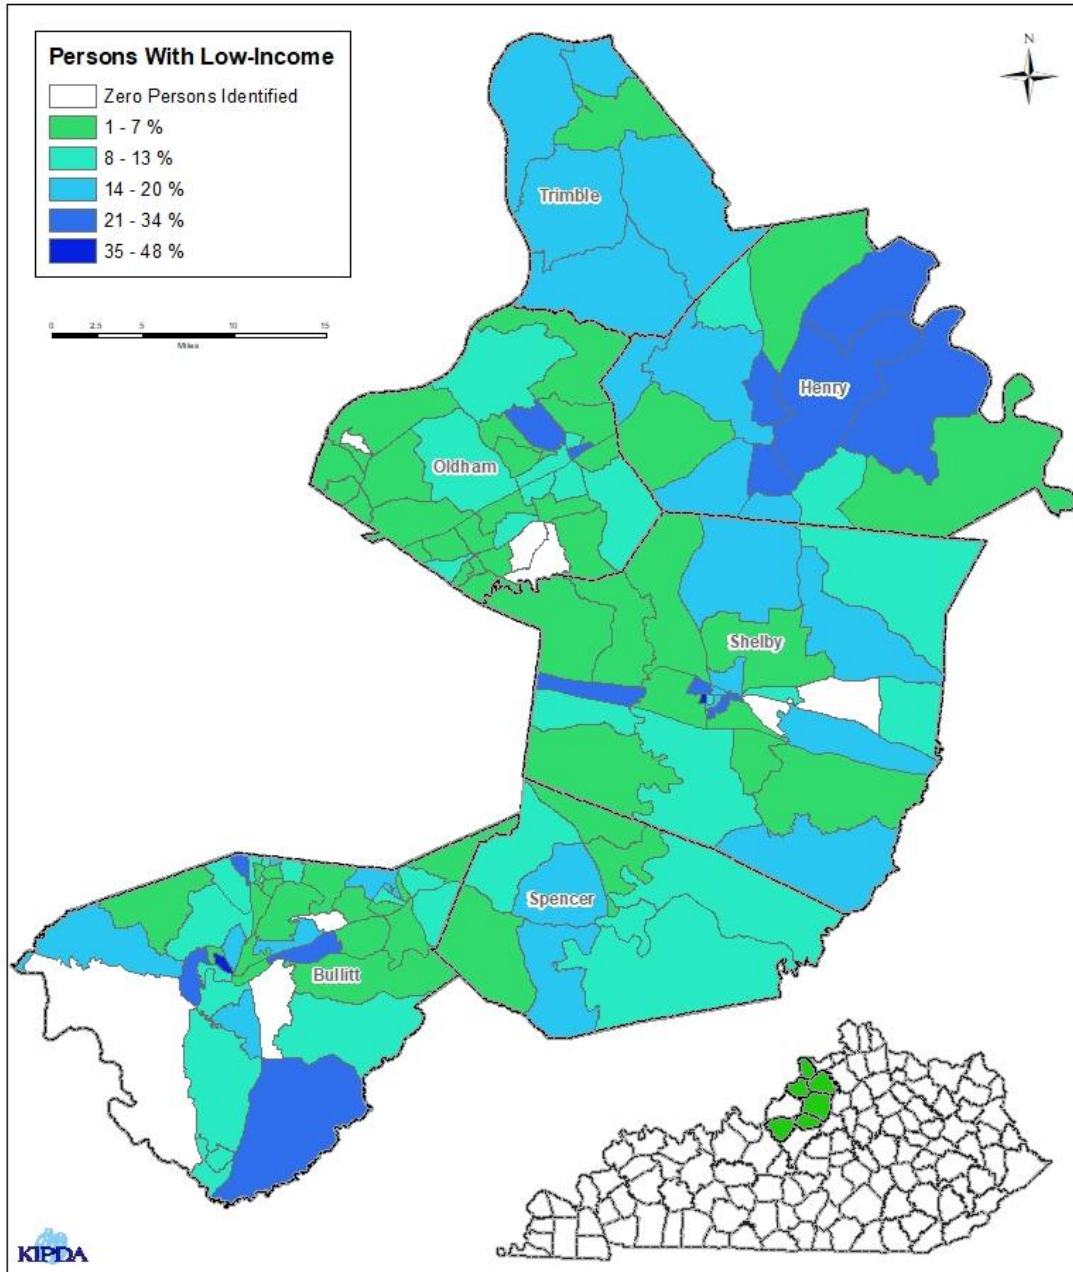 Persons With Low-Income
Zero Persons Identified
1 - 7 %
8 - 13 %
14 - 20 %
21 - 34 %
35 - 48 %
0 2.5 5 10 15
Miles
N
Trimble
Henry
Oldham
Shelby
Spencer
Bullitt
KIPDA